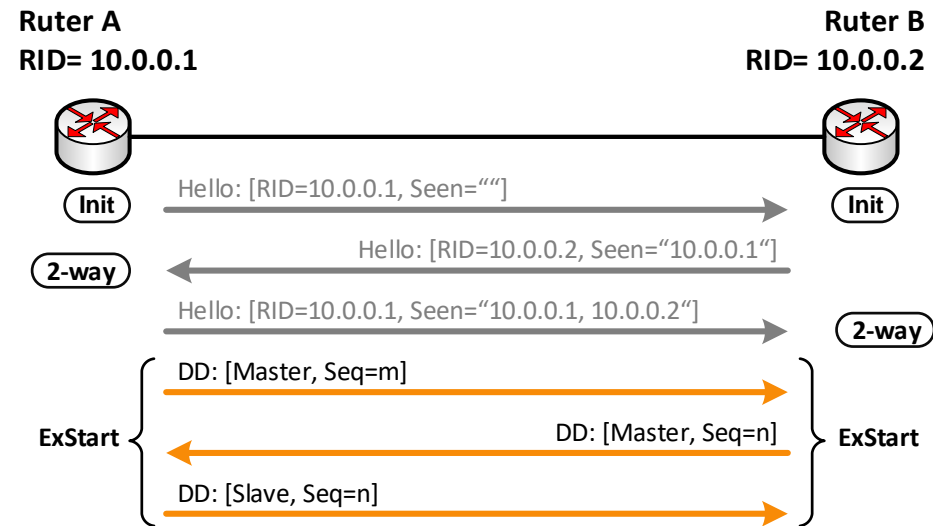 Ruter A
RID= 10.0.0.1
Ruter B
RID= 10.0.0.2
Hello: [RID=10.0.0.1, Seen=““]
Init
Init
Hello: [RID=10.0.0.2, Seen=“10.0.0.1“]
2-way
Hello: [RID=10.0.0.1, Seen=“10.0.0.1, 10.0.0.2“]
2-way
DD: [Master, Seq=m]
ExStart
DD: [Master, Seq=n]
ExStart
DD: [Slave, Seq=n]